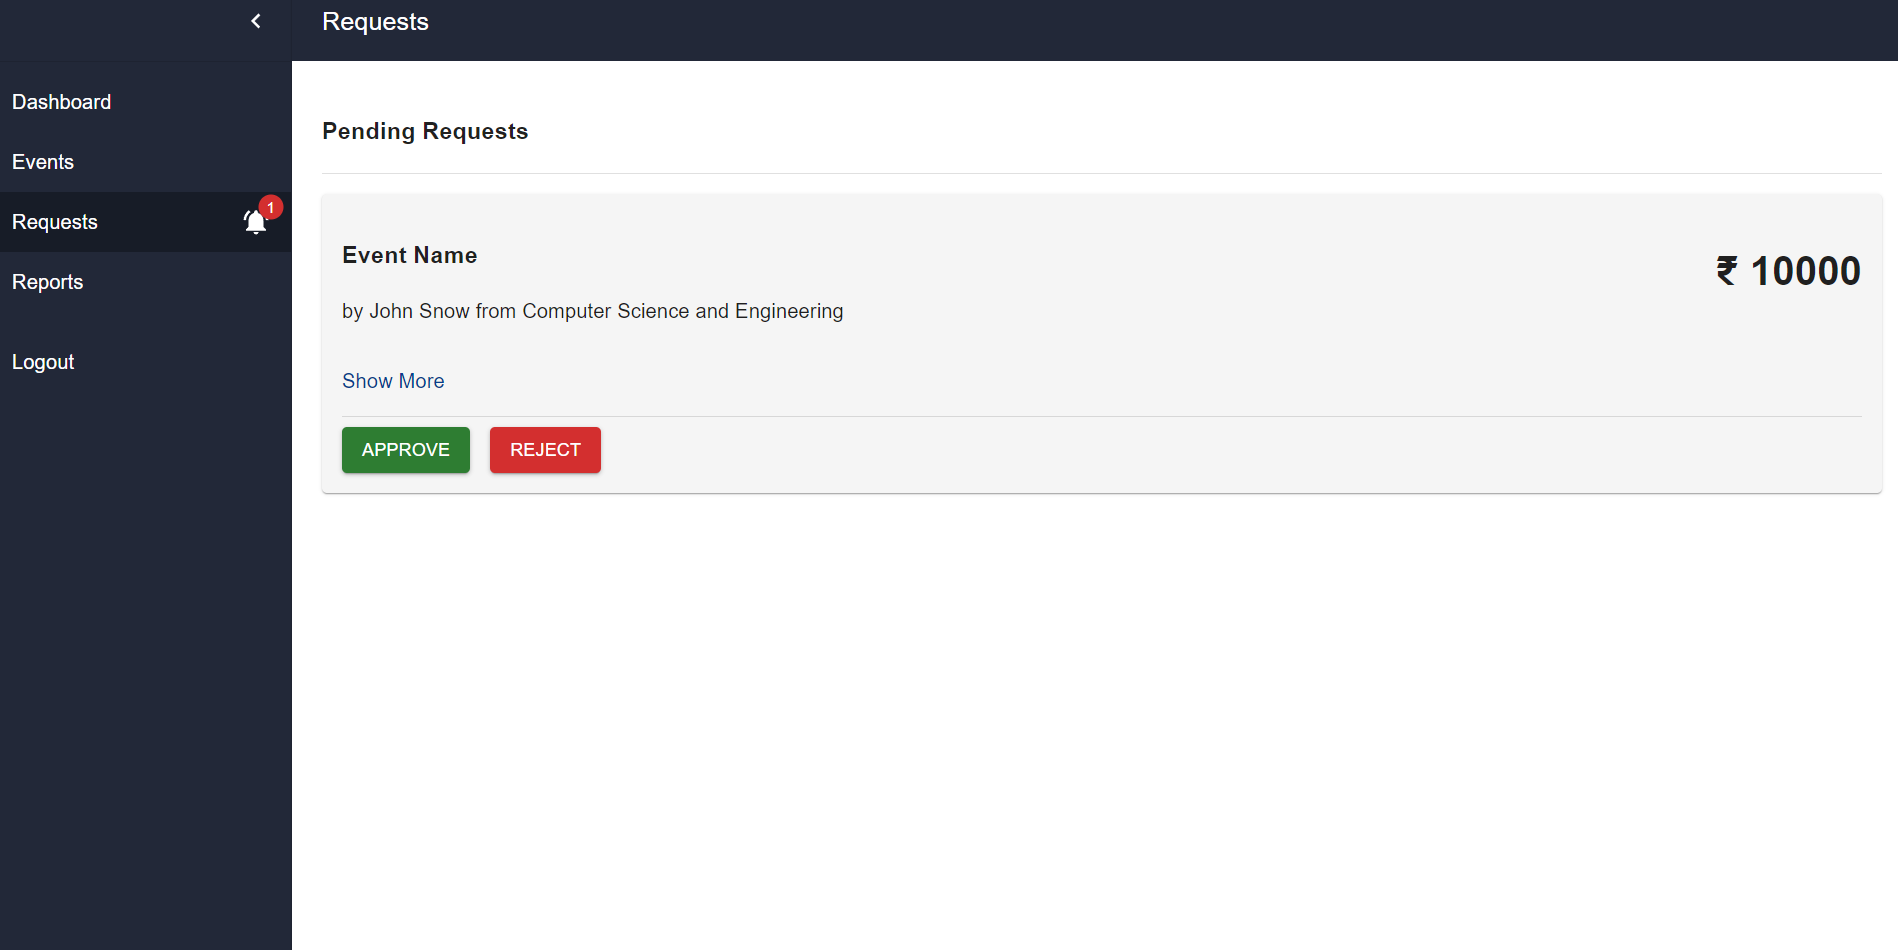 Requests
Dashboard
Events
Requests
1
Reports
Logout
Pending Requests
Event Name
₹ 10000
by John Snow from Computer Science and Engineering
Show More
APPROVE
REJECT